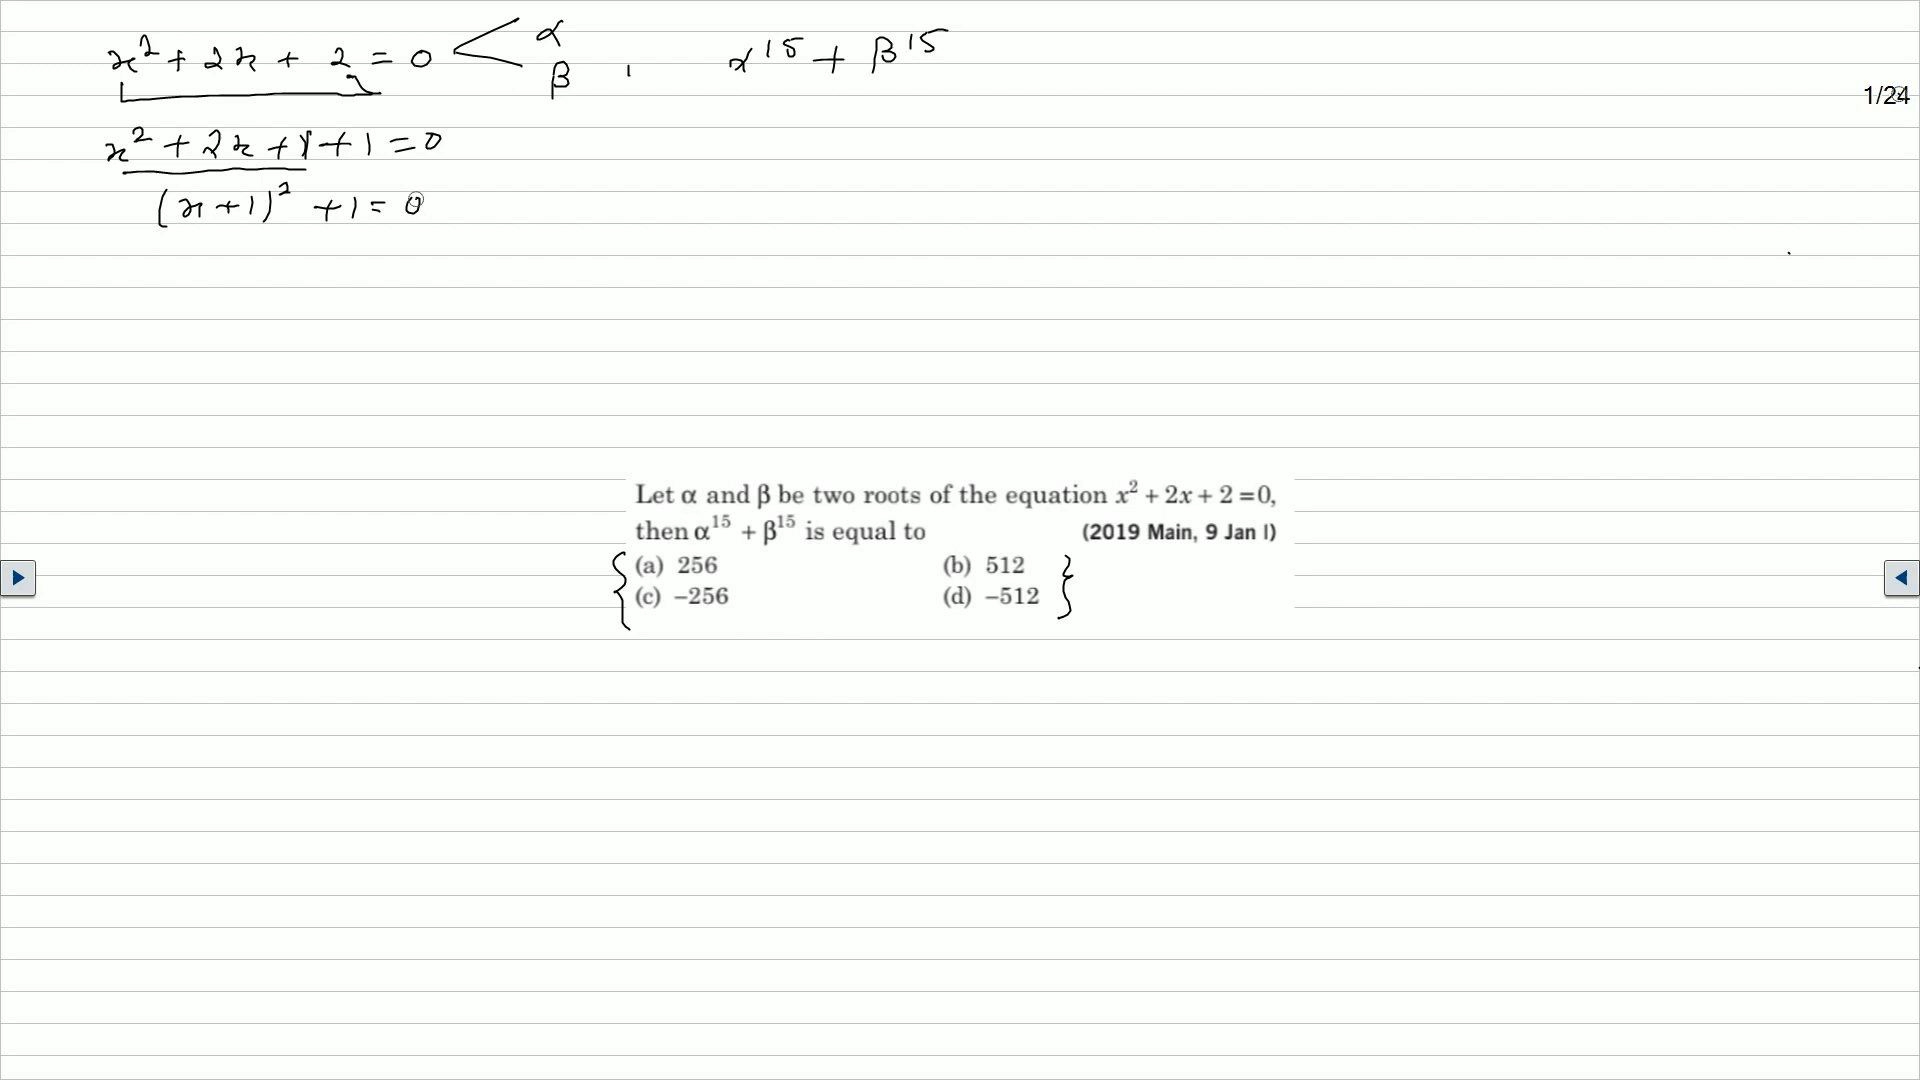 x² + 2x + 2 = 0 < α β , α¹⁵ + β¹⁵
1/24
x² + 2x + 1 + 1 = 0
(x + 1)² + 1 = 0
Let α and β be two roots of the equation x² + 2x + 2 = 0,
then α¹⁵ + β¹⁵ is equal to (2019 Main, 9 Jan I)
(a) 256 (b) 512
(c) –256 (d) –512